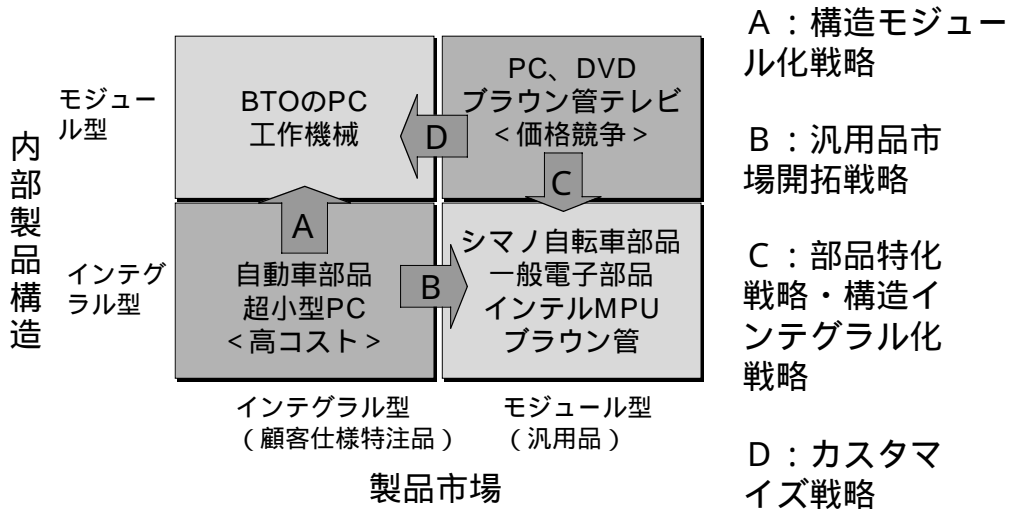 内部製品構造
モジュー
ル型
BTOのPC
工作機械
PC、DVD
ブラウン管テレビ
<価格競争>
D
C
A
B
インテグ
ラル型
自動車部品
超小型PC
<高コスト>
シマノ自転車部品
一般電子部品
インテルMPU
ブラウン管
インテグラル型
(顧客仕様特注品)
モジュール型
(汎用品)
製品市場
A:構造モジュー
ル化戦略
B:汎用品市
場開拓戦略
C:部品特化
戦略・構造イ
ンテグラル化
戦略
D:カスタマ
イズ戦略